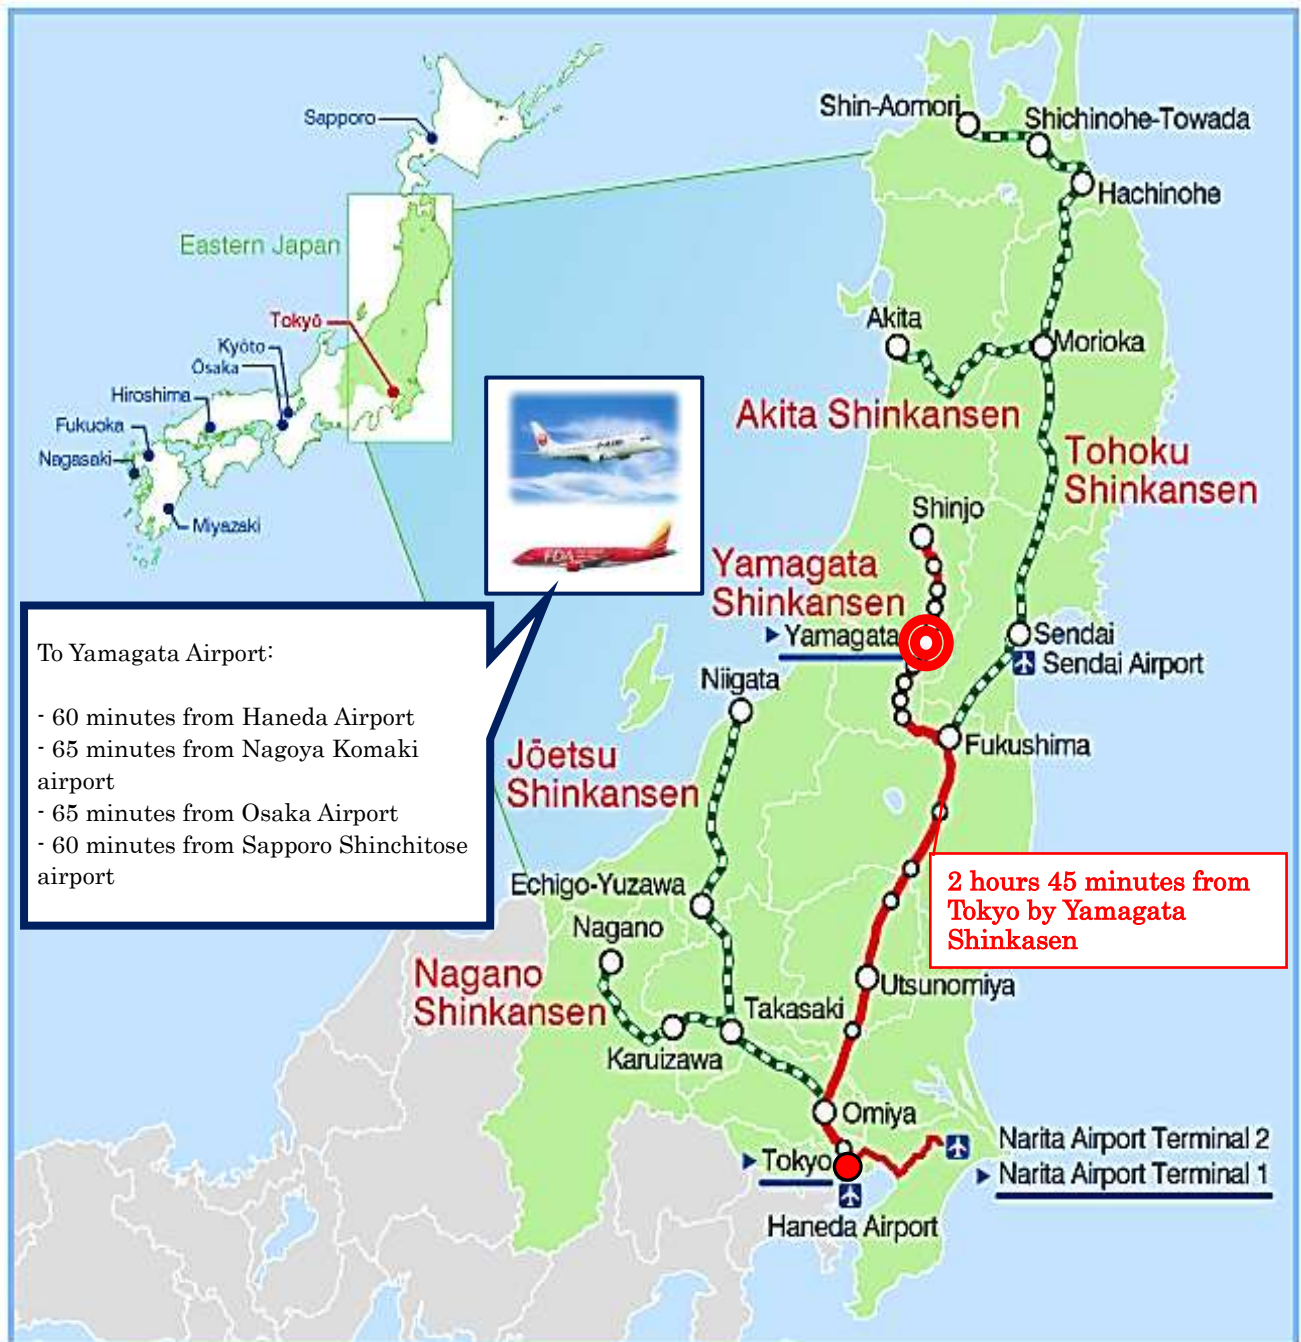 Shin-Aomori
Shichinohe-Towada
Sapporo
Hachinohe
Eastern Japan
Akita
Tokyō
Morioka
Kyōto
Ōsaka
Hiroshima
Akita Shinkansen
Fukuoka
Tohoku
Shinkansen
Nagasaki
Shinjo
Miyazaki
FDA
Yamagata
Shinkansen
Yamagata
Sendai
Sendai Airport
To Yamagata Airport:
- 60 minutes from Haneda Airport
- 65 minutes from Nagoya Komaki
airport
- 65 minutes from Osaka Airport
- 60 minutes from Sapporo Shinchitose
airport
Niigata
Fukushima
Jōetsu
Shinkansen
2 hours 45 minutes from
Tokyo by Yamagata
Shinkasen
Echigo-Yuzawa
Nagano
Nagano
Shinkansen
Utsunomiya
Takasaki
Karuizawa
Omiya
Narita Airport Terminal 2
Tokyo
Narita Airport Terminal 1
Haneda Airport